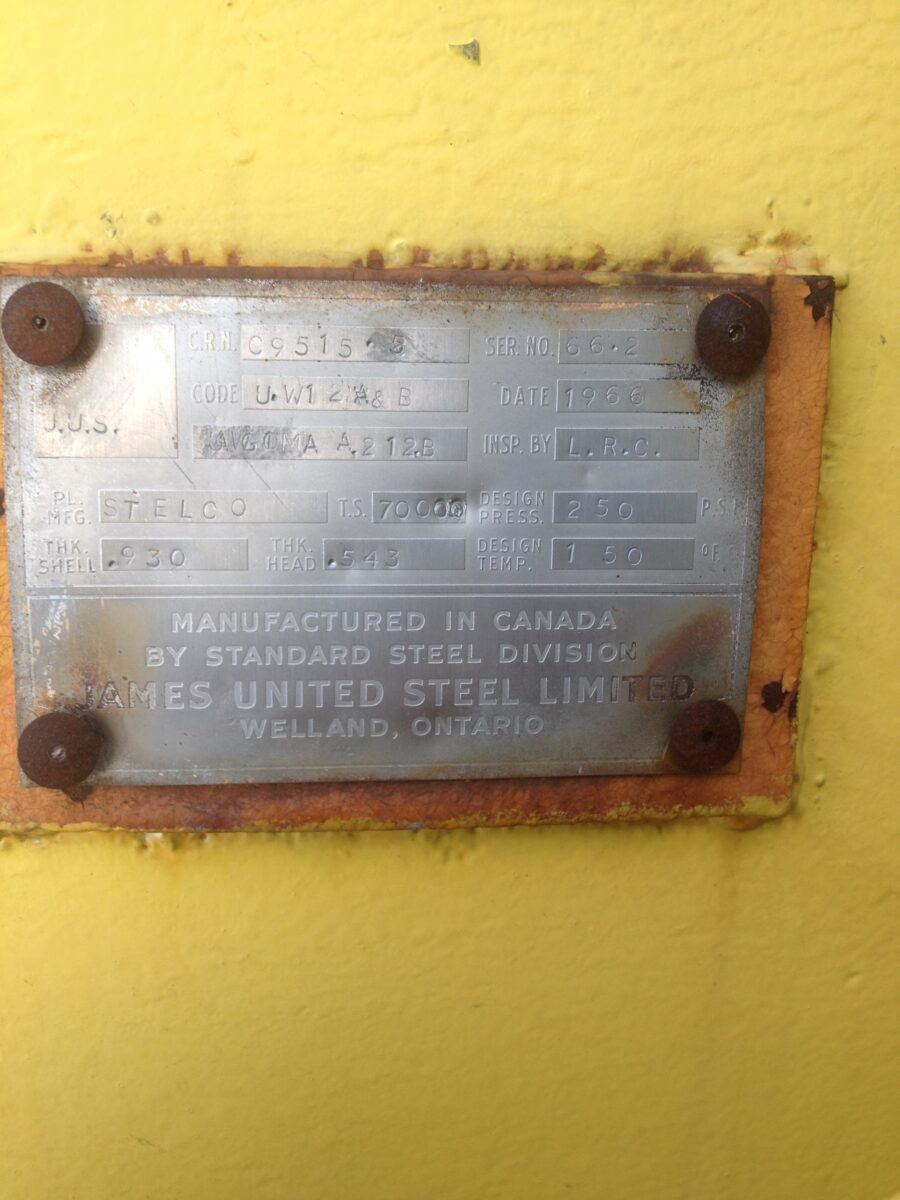 C.R.N. C9515.5 SER. NO. 66.2
CODE U.W12A&B DATE 1966
J.U.S.
ALGOMA A.212.B INSP. BY L.R.C.
PL. MFG. STELCO T.S. 70000 DESIGN PRESS. 250 P.S.I.
THK. SHELL .930 THK. HEAD .543 DESIGN TEMP. 150 °F
MANUFACTURED IN CANADA
BY STANDARD STEEL DIVISION
JAMES UNITED STEEL LIMITED
WELLAND, ONTARIO